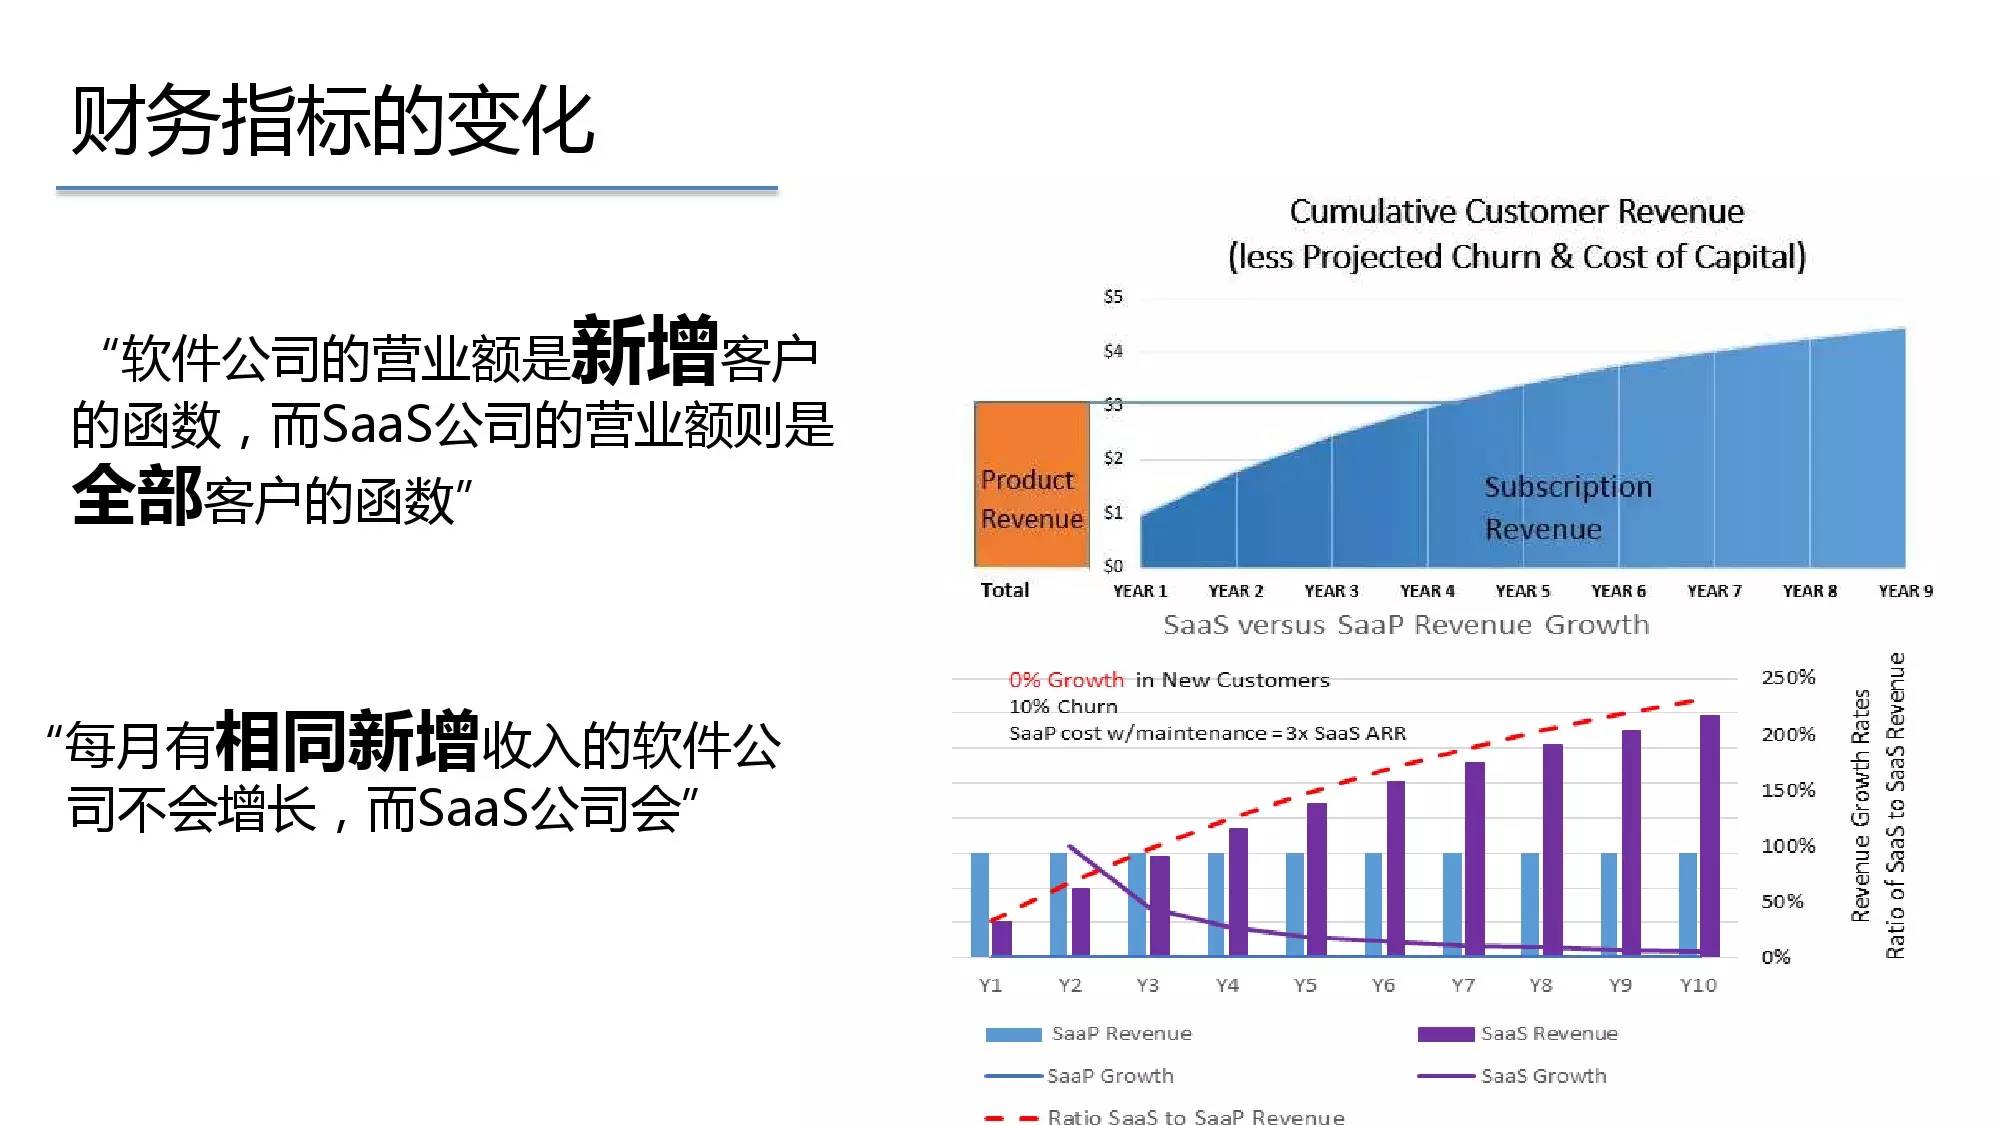 财务指标的变化
“软件公司的营业额是新增客户
的函数，而SaaS公司的营业额则是
全部客户的函数”
“每月有相同新增收入的软件公
司不会增长，而SaaS公司会”
Cumulative Customer Revenue
(less Projected Churn & Cost of Capital)
$5
$4
$3
$2
$1
$0
Product
Revenue
Subscription
Revenue
Total
YEAR 1 YEAR 2 YEAR 3 YEAR 4 YEAR 5 YEAR 6 YEAR 7 YEAR 8 YEAR 9
SaaS versus SaaP Revenue Growth
0% Growth in New Customers
10% Churn
SaaP cost w/maintenance = 3x SaaS ARR
250%
200%
150%
100%
50%
0%
Revenue Growth Rates
Ratio of SaaS to SaaS Revenue
Y1 Y2 Y3 Y4 Y5 Y6 Y7 Y8 Y9 Y10
SaaP Revenue
SaaS Revenue
SaaP Growth
SaaS Growth
Ratio SaaS to SaaP Revenue